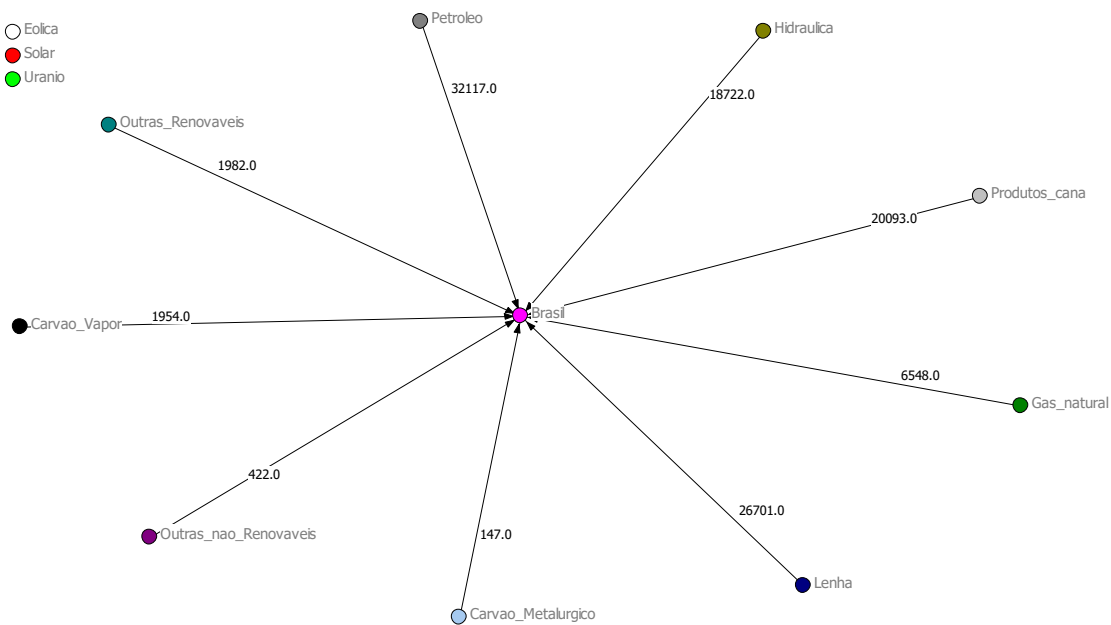 Eolica
Solar
Uranio
Petroleo
Hidraulica
32117.0
18722.0
Outras_Renovaveis
1982.0
Produtos_cana
20093.0
Carvao_Vapor
1954.0
Brasil
6548.0
Gas_natural
422.0
Outras_nao_Renovaveis
147.0
26701.0
Lenha
Carvao_Metalurgico